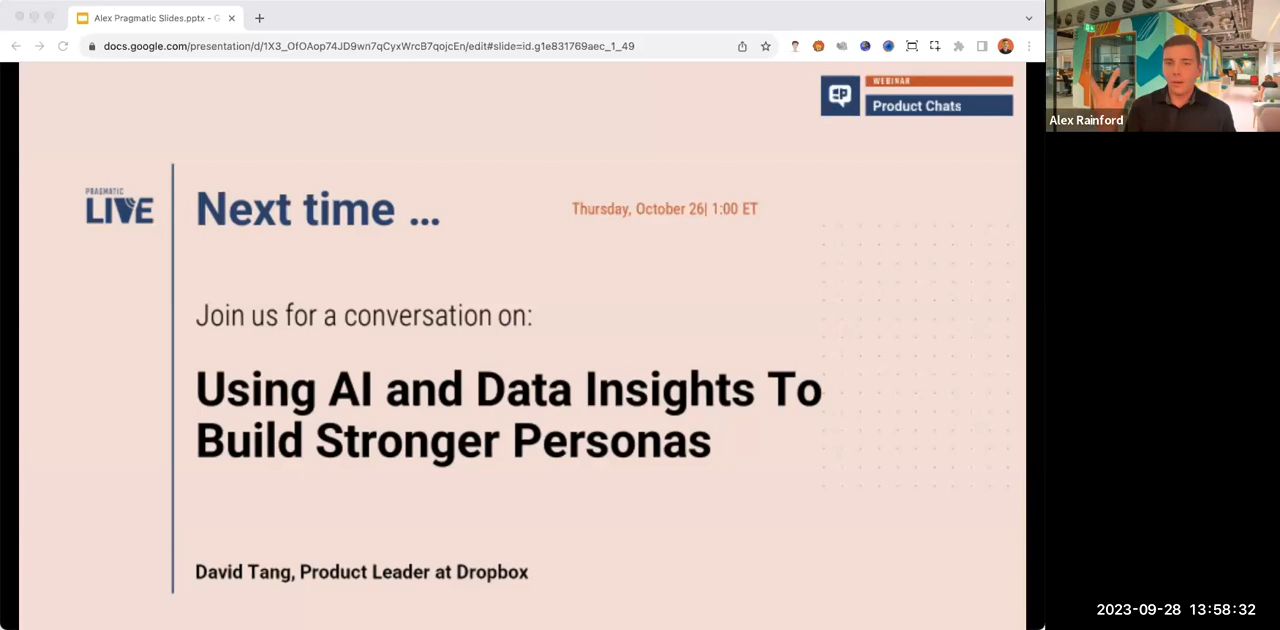 Alex Pragmatic Slides.pptx - G
docs.google.com/presentation/d/1X3_OfOAop74JD9wn7qCyxWrcB7qojcEn/edit#slide=id.g1e831769aec_1_49
WEBINAR
Product Chats
Alex Rainford
PRAGMATIC
LIVE
Next time ...
Thursday, October 26| 1:00 ET
Join us for a conversation on:
Using AI and Data Insights To
Build Stronger Personas
David Tang, Product Leader at Dropbox
2023-09-28 13:58:32